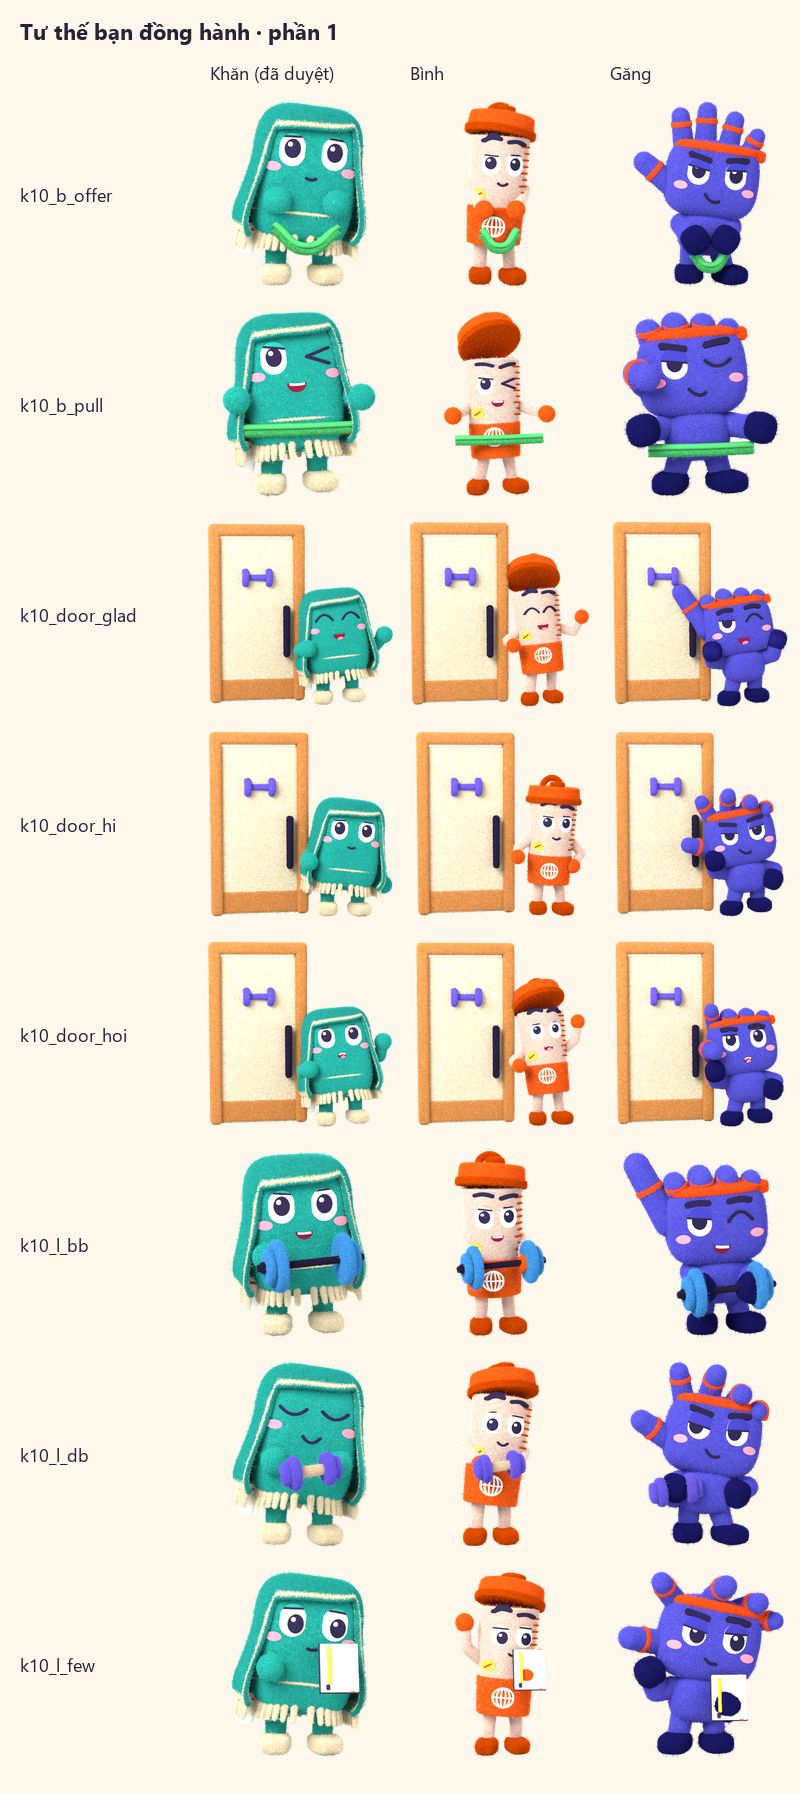 Tư thế bạn đồng hành · phần 1
Khăn (đã duyệt) Bình Găng
k10_b_offer
k10_b_pull
k10_door_glad
k10_door_hi
k10_door_hoi
k10_l_bb
k10_l_db
k10_l_few